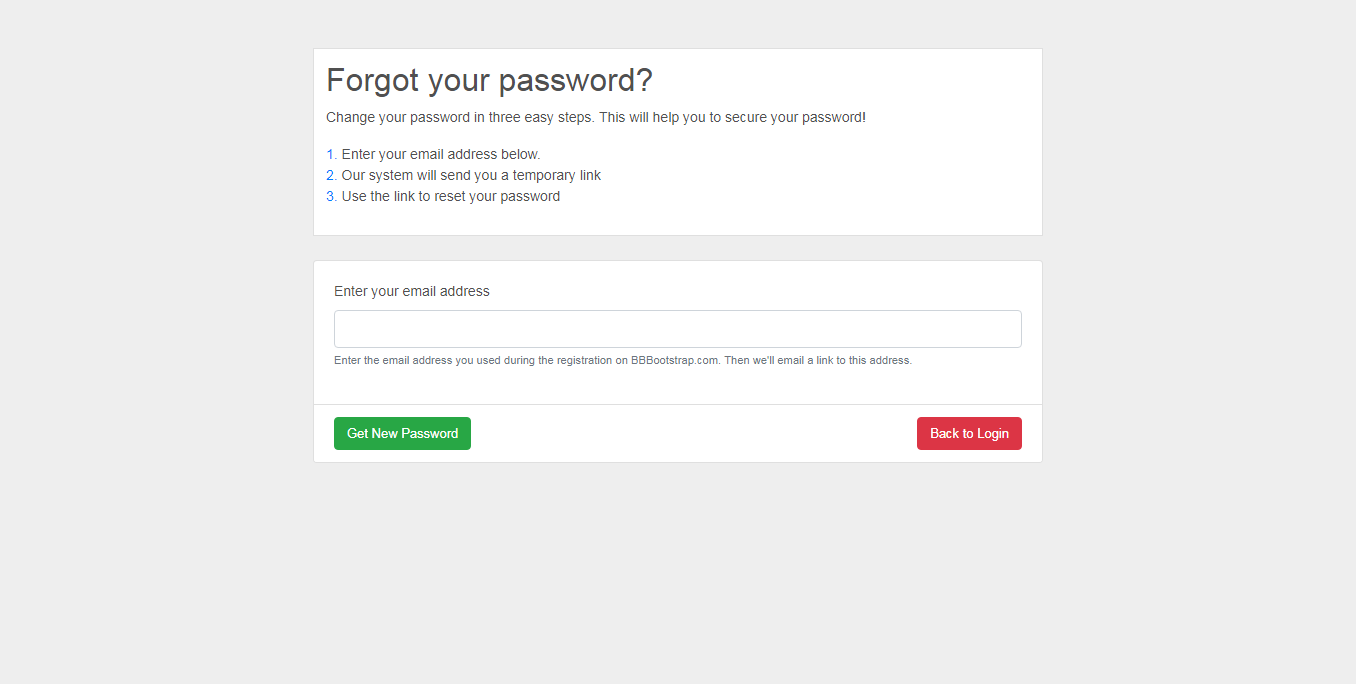 Forgot your password?
Change your password in three easy steps. This will help you to secure your password!
1. Enter your email address below.
2. Our system will send you a temporary link
3. Use the link to reset your password
Enter your email address
Enter the email address you used during the registration on BBBootstrap.com. Then we'll email a link to this address.
Get New Password
Back to Login